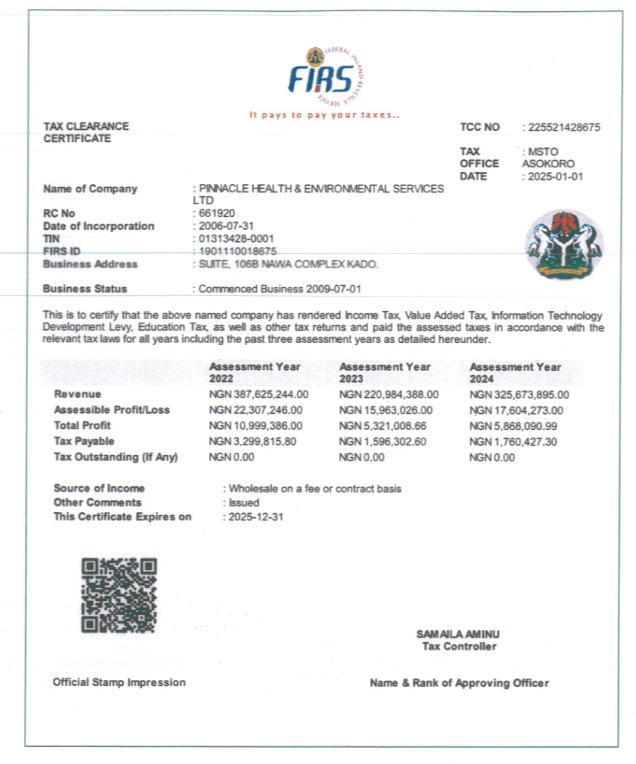 FEDERAL INLAND REVENUE SERVICE
FIRS
It pays to pay your taxes..
TAX CLEARANCE CERTIFICATE
TCC NO : 225521428675
TAX OFFICE : MSTO ASOKORO
DATE : 2025-01-01
Name of Company : PINNACLE HEALTH & ENVIRONMENTAL SERVICES LTD
RC No : 661920
Date of Incorporation : 2006-07-31
TIN : 01313428-0001
FIRS ID : 1901110018675
Business Address : SUITE, 106B NAWA COMPLEX KADO.
Business Status : Commenced Business 2009-07-01
This is to certify that the above named company has rendered Income Tax, Value Added Tax, Information Technology
Development Levy, Education Tax, as well as other tax returns and paid the assessed taxes in accordance with the
relevant tax laws for all years including the past three assessment years as detailed hereunder.
Assessment Year 2022 Assessment Year 2023 Assessment Year 2024
Revenue NGN 387,625,244.00 NGN 220,984,388.00 NGN 325,673,895.00
Assessible Profit/Loss NGN 22,307,246.00 NGN 15,963,026.00 NGN 17,604,273.00
Total Profit NGN 10,999,386.00 NGN 5,321,008.66 NGN 5,868,090.99
Tax Payable NGN 3,299,815.80 NGN 1,596,302.60 NGN 1,760,427.30
Tax Outstanding (If Any) NGN 0.00 NGN 0.00 NGN 0.00
Source of Income : Wholesale on a fee or contract basis
Other Comments : Issued
This Certificate Expires on : 2025-12-31
SAMAILA AMINU
Tax Controller
Official Stamp Impression
Name & Rank of Approving Officer